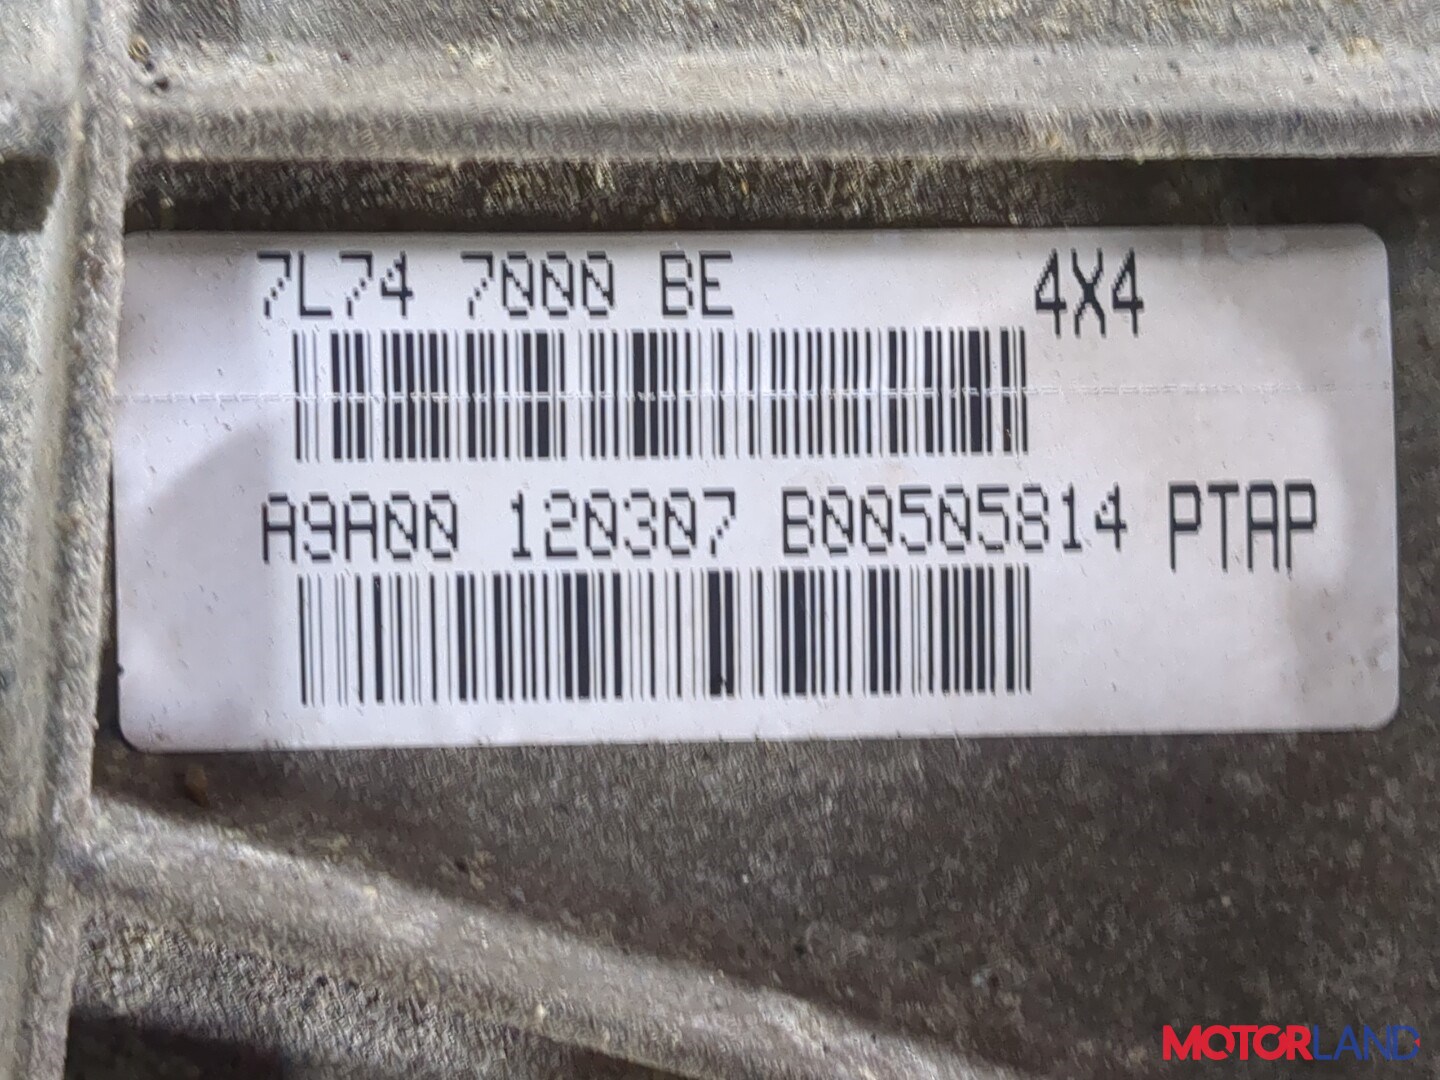 7L74 7000 BE 4X4
A9A00 120307 B00505814 PTAP
MOTORLAND